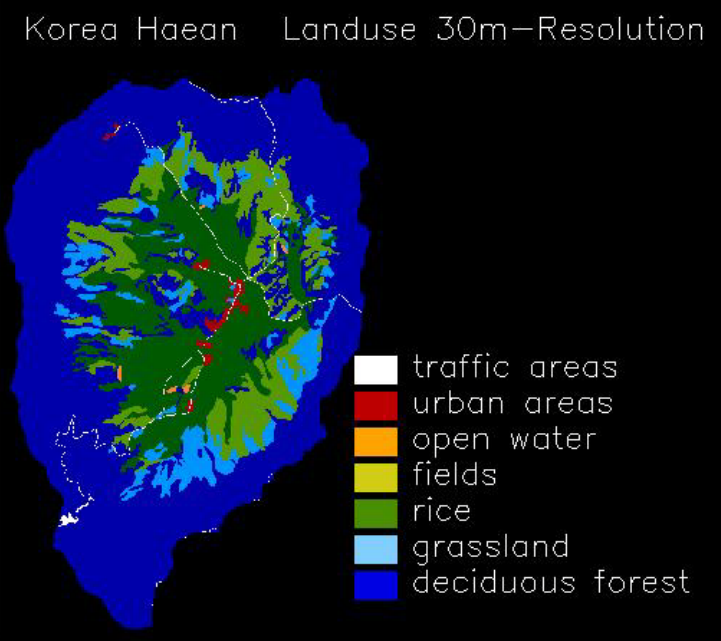 Korea Haean Landuse 30m-Resolution
traffic areas
urban areas
open water
fields
rice
grassland
deciduous forest